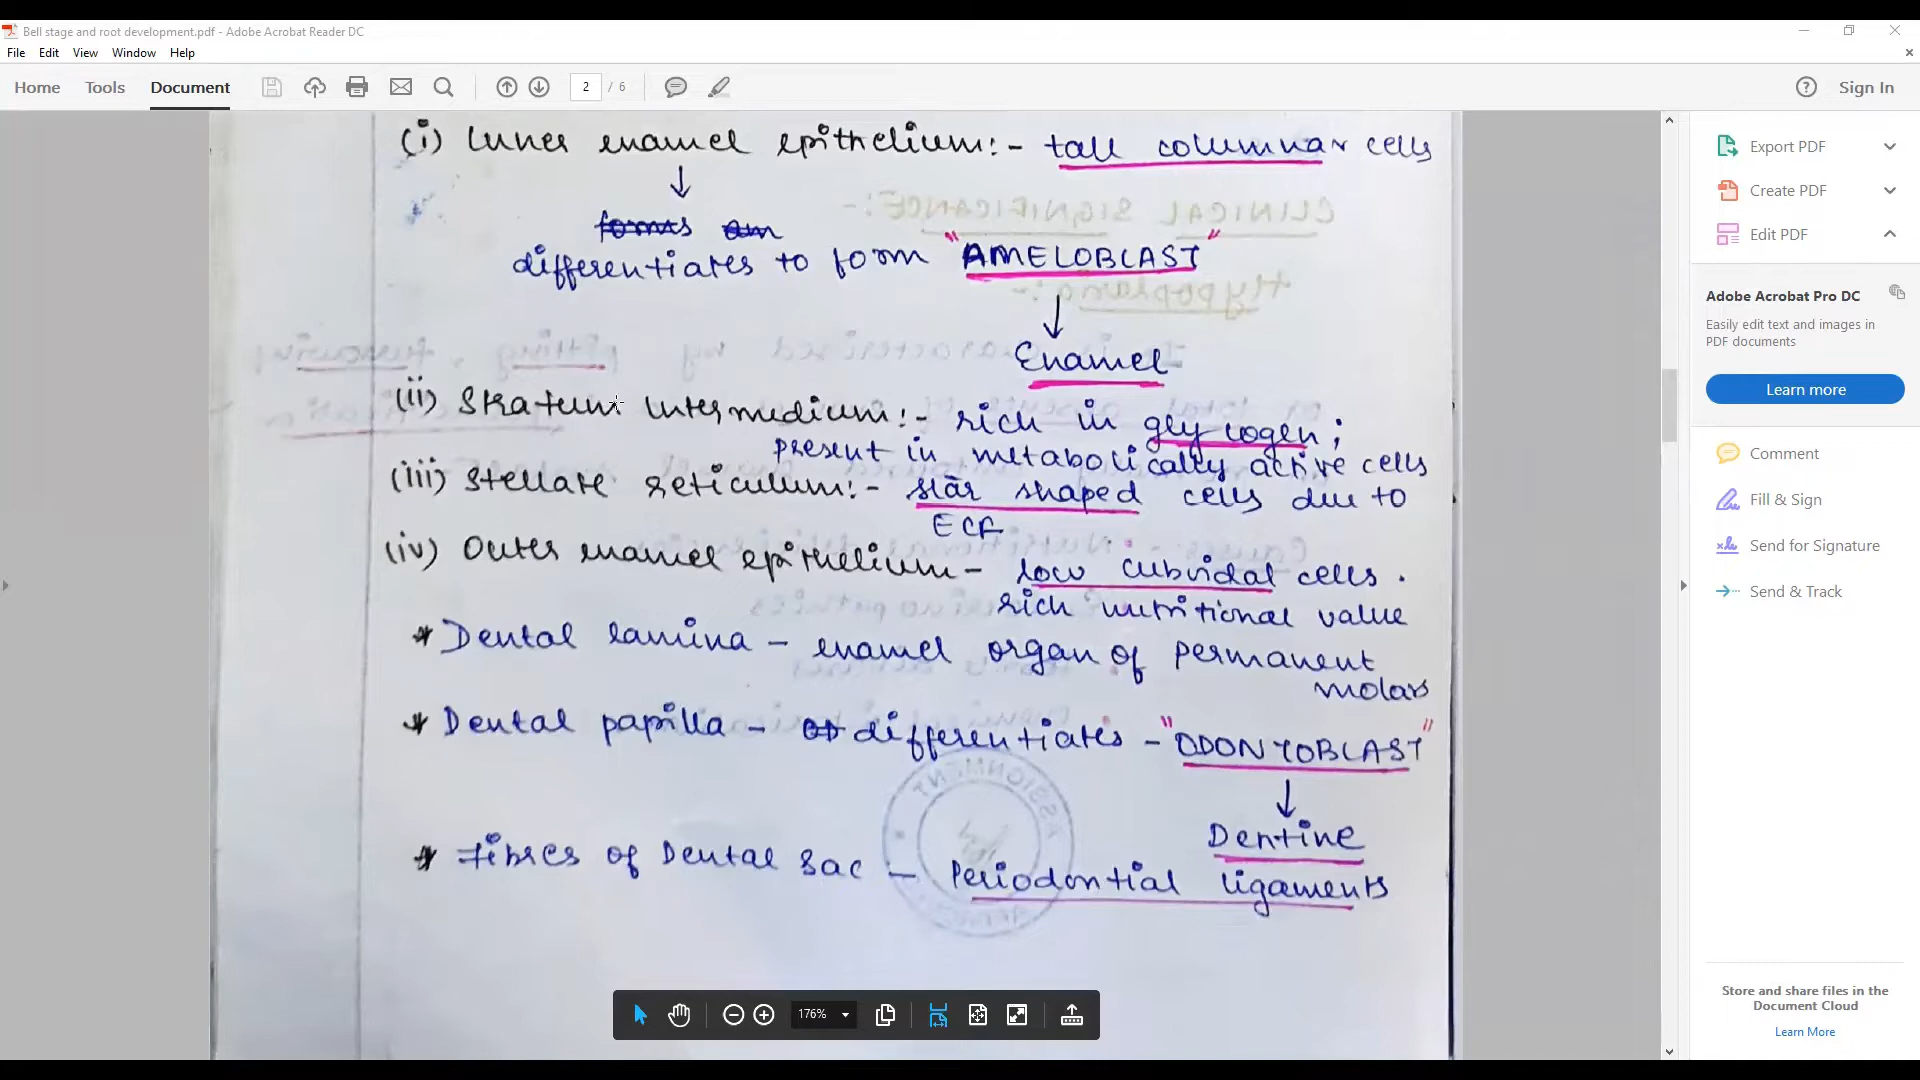 Bell stage and root development.pdf - Adobe Acrobat Reader DC
File Edit View Window Help
Home Tools Document 2 / 6 Sign In
(i) Inner enamel epithelium:- tall columnar cells
differentiates to form "AMELOBLAST"
Enamel
(ii) Stratum Intermedium:- rich in glycogen;
present in metabolically active cells
(iii) Stellate reticulum:- star shaped cells due to
ECF
(iv) Outer enamel epithelium- low cuboidal cells.
rich nutritional value
* Dental lamina - enamel organ of permanent
molars
* Dental papilla - differentiates - "ODONTOBLAST"
Dentine
* Fibres of Dental Sac - Periodontial ligaments
176%
Export PDF
Create PDF
Edit PDF
Adobe Acrobat Pro DC
Easily edit text and images in
PDF documents
Learn more
Comment
Fill & Sign
Send for Signature
Send & Track
Store and share files in the
Document Cloud
Learn More